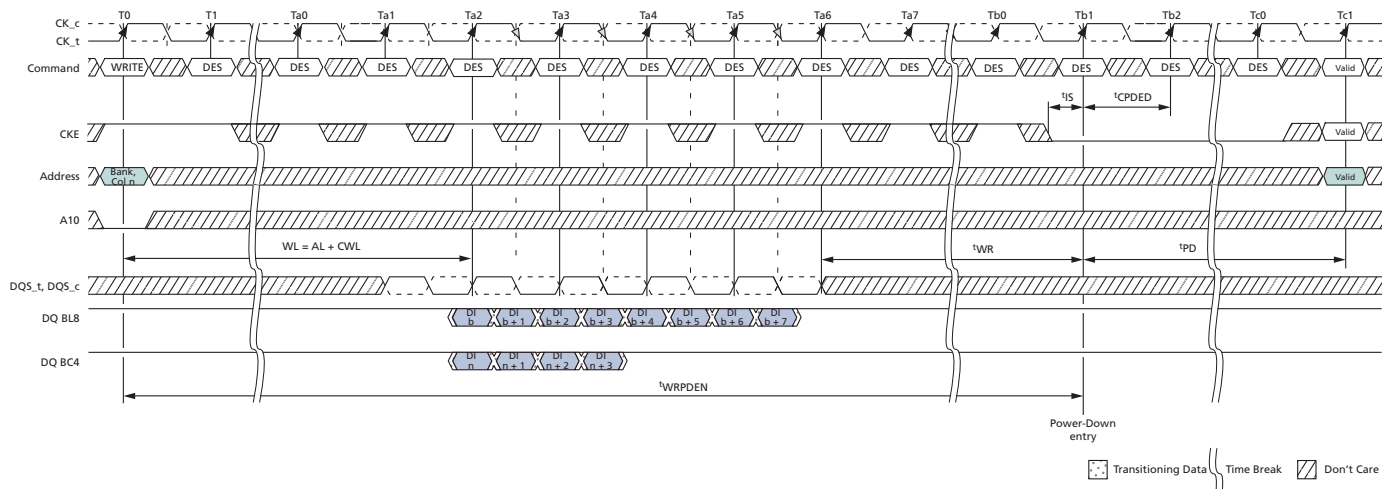 T0 T1 Ta0 Ta1 Ta2 Ta3 Ta4 Ta5 Ta6 Ta7 Tb0 Tb1 Tb2 Tc0 Tc1
CK_c
CK_t
Command WRITE DES DES DES DES DES DES DES DES DES DES DES DES DES Valid
tIS tCPDED
CKE Valid
Address Bank, Valid
Col n
A10
WL = AL + CWL tWR tPD
DQS_t, DQS_c
DQ BL8 DI DI DI DI DI DI DI DI
b b + 1 b + 2 b + 3 b + 4 b + 5 b + 6 b + 7
DQ BC4 DI DI DI DI
n n + 1 n + 2 n + 3
tWRPDEN
Power-Down
entry
Transitioning Data Time Break Don't Care